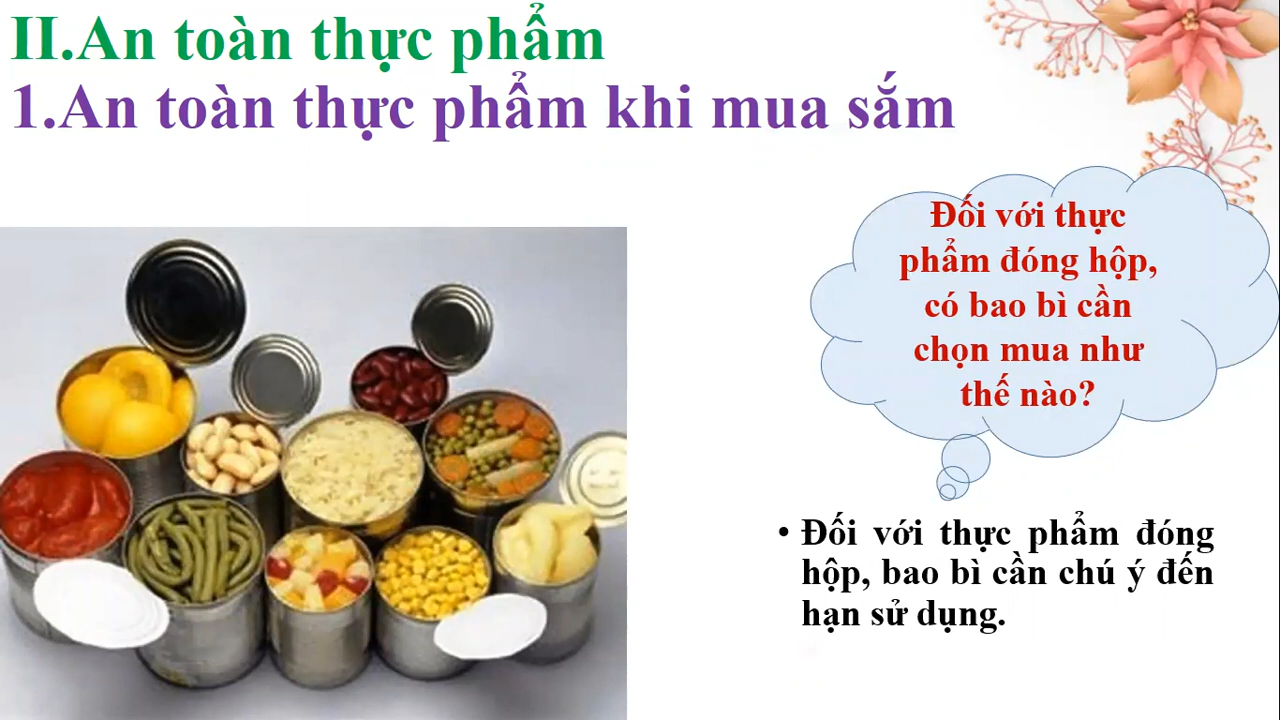 II.An toàn thực phẩm
1.An toàn thực phẩm khi mua sắm
Đối với thực
phẩm đóng hộp,
có bao bì cần
chọn mua như
thế nào?
• Đối với thực phẩm đóng
hộp, bao bì cần chú ý đến
hạn sử dụng.